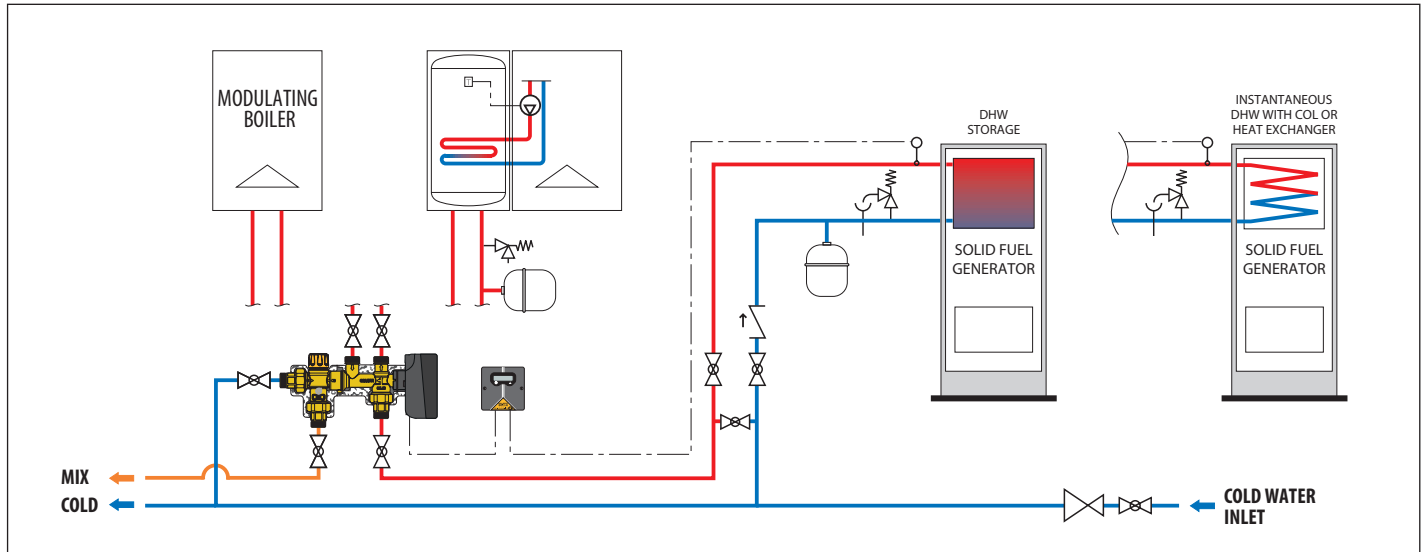 MODULATING
BOILER
T
DHW
STORAGE
INSTANTANEOUS
DHW WITH COL OR
HEAT EXCHANGER
SOLID FUEL
GENERATOR
SOLID FUEL
GENERATOR
MIX
COLD
COLD WATER
INLET